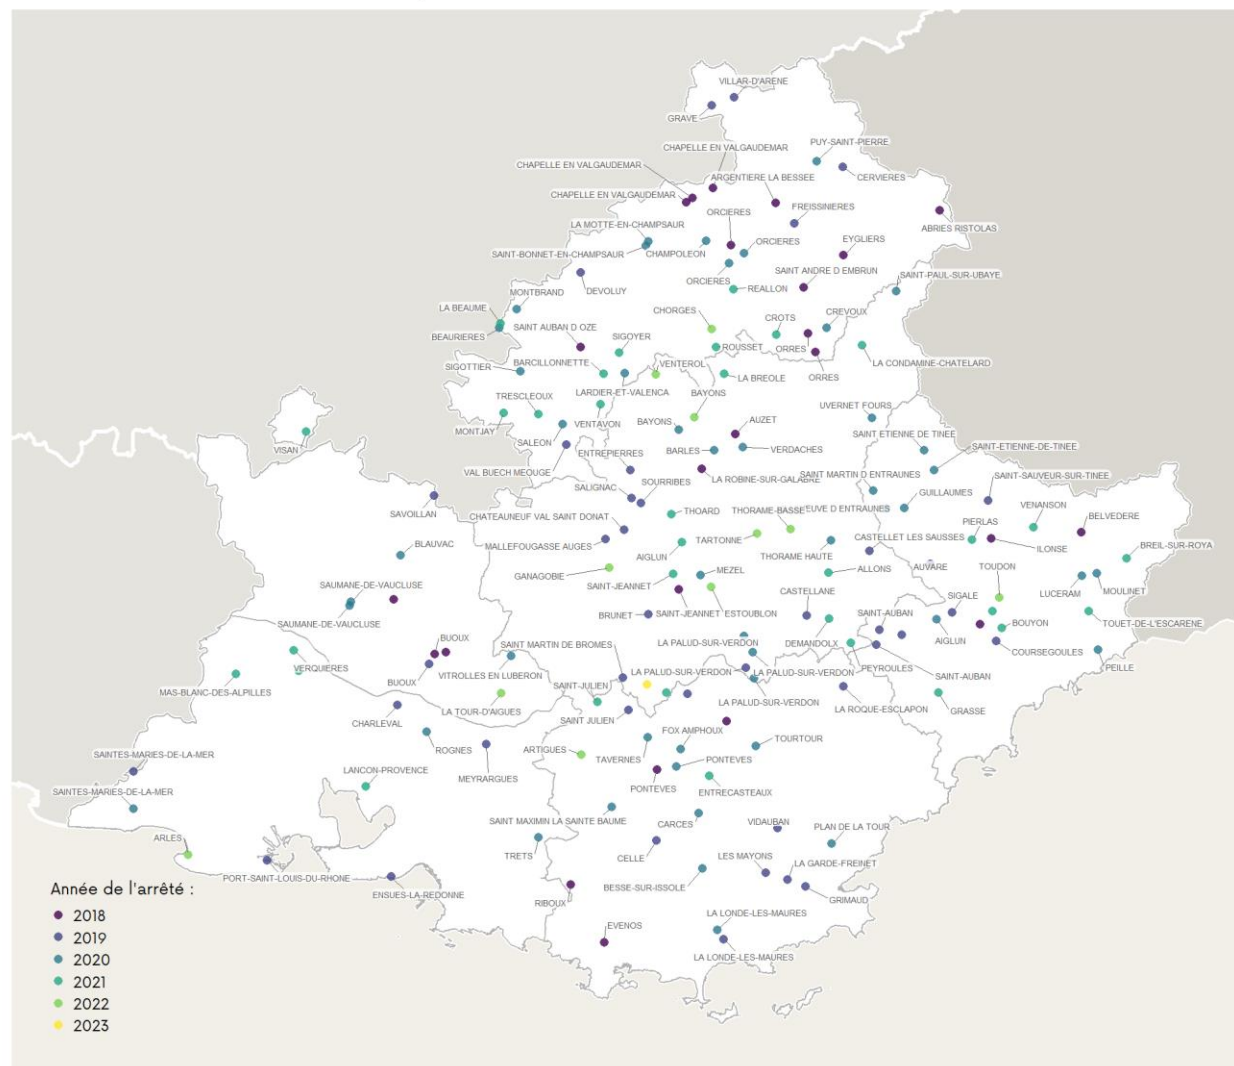 VILLAR-D'ARENE
GRAVE
PUY-SAINT-PIERRE
CHAPELLE EN VALGAUDEMAR
CHAPELLE EN VALGAUDEMAR
ARGENTIERE LA BESSEE
CERVIERES
CHAPELLE EN VALGAUDEMAR
FREISSINIERES
ORCIERES
LA MOTTE-EN-CHAMPSAUR
ABRIES RISTOLAS
EYGLIERS
ORCIERES
SAINT-BONNET-EN-CHAMPSAUR
CHAMPOLEON
SAINT ANDRE D EMBRUN
SAINT-PAUL-SUR-UBAYE
ORCIERES
DEVOLUY
REALLON
MONTBRAND
LA BEAUME
CHORGES
CREVOUX
CROTS
SAINT AUBAN D OZE
BEAURIERES
SIGOYER
ROUSSET
ORRES
BARCILLONNETTE
VENTEROL
LA CONDAMINE-CHATELARD
SIGOTTIER
LA BREOLE
ORRES
LARDIER-ET-VALENCA
BAYONS
TRESCLEOUX
UVERNET FOURS
AUZET
MONTJAY
VENTAVON
BAYONS
SAINT ETIENNE DE TINEE
SALEON
SAINT-ETIENNE-DE-TINEE
VISAN
BARLES
VERDACHES
ENTREPIERRES
VAL BUECH MEOUGE
SAINT MARTIN D ENTRAUNES
SAINT-SAUVEUR-SUR-TINEE
LA ROBINE-SUR-GALABRE
SOURRIBES
SALIGNAC
GUILLAUMES
VENANSON
SAVOILLAN
THOARD
THORAME-BASSE
EUVE D ENTRAUNES
CHATEAUNEUF VAL SAINT DONAT
BELVEDERE
PIERLAS
TARTONNE
CASTELLET LES SAUSSES
BLAUVAC
MALLEFOUGASSE AUGES
BREIL-SUR-ROYA
ILONSE
AIGLUN
THORAME HAUTE
TOUDON
AUVARE
GANAGOBIE
MEZEL
ALLONS
SAUMANE-DE-VAUCLUSE
SAINT-JEANNET
MOULINET
LUCERAM
CASTELLANE
SIGALE
BRUNET
SAINT-JEANNET
ESTOUBLON
SAINT-AUBAN
SAUMANE-DE-VAUCLUSE
BOUYON
TOUET-DE-L'ESCARENE
BUOUX
SAINT MARTIN DE BROMES
LA PALUD-SUR-VERDON
DEMANDOLX
AIGLUN
COURSEGOULES
VERQUIERES
PEYROULES
PEILLE
LA PALUD-SUR-VERDON
LA PALUD-SUR-VERDON
VITROLLES EN LUBERON
SAINT-AUBAN
BUOUX
SAINT-JULIEN
MAS-BLANC-DES-ALPILLES
GRASSE
LA PALUD-SUR-VERDON
LA ROQUE-ESCLAPON
LA TOUR-D'AIGUES
SAINT JULIEN
CHARLEVAL
FOX AMPHOUX
TOURTOUR
ROGNES
ARTIGUES
SAINTES-MARIES-DE-LA-MER
TAVERNES
PONTEVES
LANCON-PROVENCE
MEYRARGUES
PONTEVES
SAINTES-MARIES-DE-LA-MER
ENTRECASTEAUX
SAINT MAXIMIN LA SAINTE BAUME
CARCES
VIDAUBAN
PLAN DE LA TOUR
ARLES
TRETS
CELLE
LES MAYONS
LA GARDE-FREINET
PORT-SAINT-LOUIS-DU-RHONE
BESSE-SUR-ISSOLE
ENSUES-LA-REDONNE
RIBOUX
GRIMAUD
LA LONDE-LES-MAURES
EVENOS
LA LONDE-LES-MAURES
Année de l'arrêté :
2018
2019
2020
2021
2022
2023